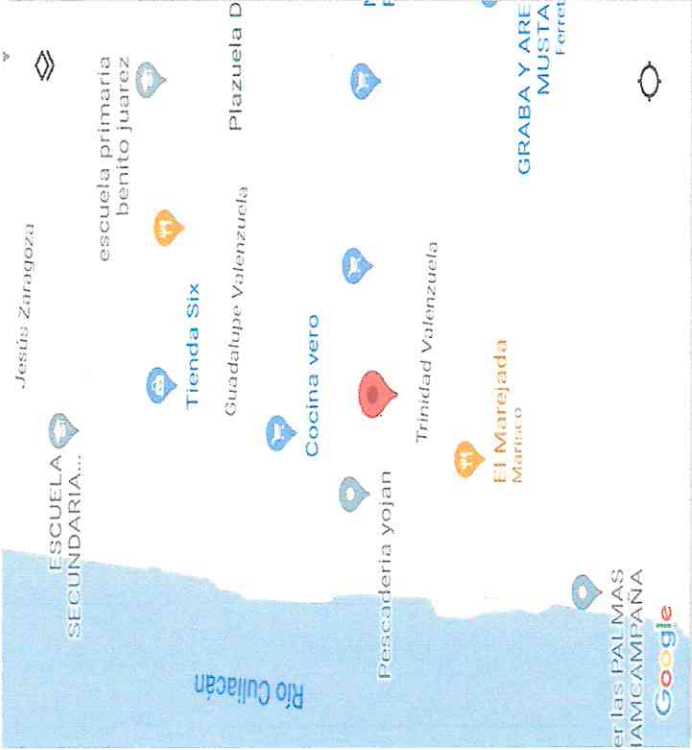 Jesús Zaragoza
ESCUELA
SECUNDARIA...
escuela primaria
benito juarez
Tienda Six
Guadalupe Valenzuela
Plazuela D
Río Culiacán
Cocina vero
Pescaderia yojan
Trinidad Valenzuela
El Marejada
Marisco
GRABA Y ARE
MUSTA
Ferret
er las PALMAS
IAMCAMPAÑA
Google